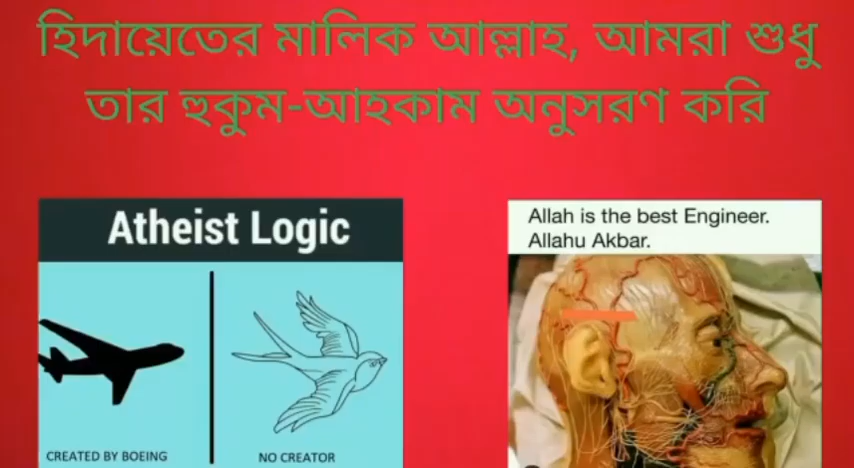 হিদায়েতের মালিক আল্লাহ, আমরা শুধু
তার হুকুম-আহকাম অনুসরণ করি
Atheist Logic
CREATED BY BOEING
NO CREATOR
Allah is the best Engineer.
Allahu Akbar.